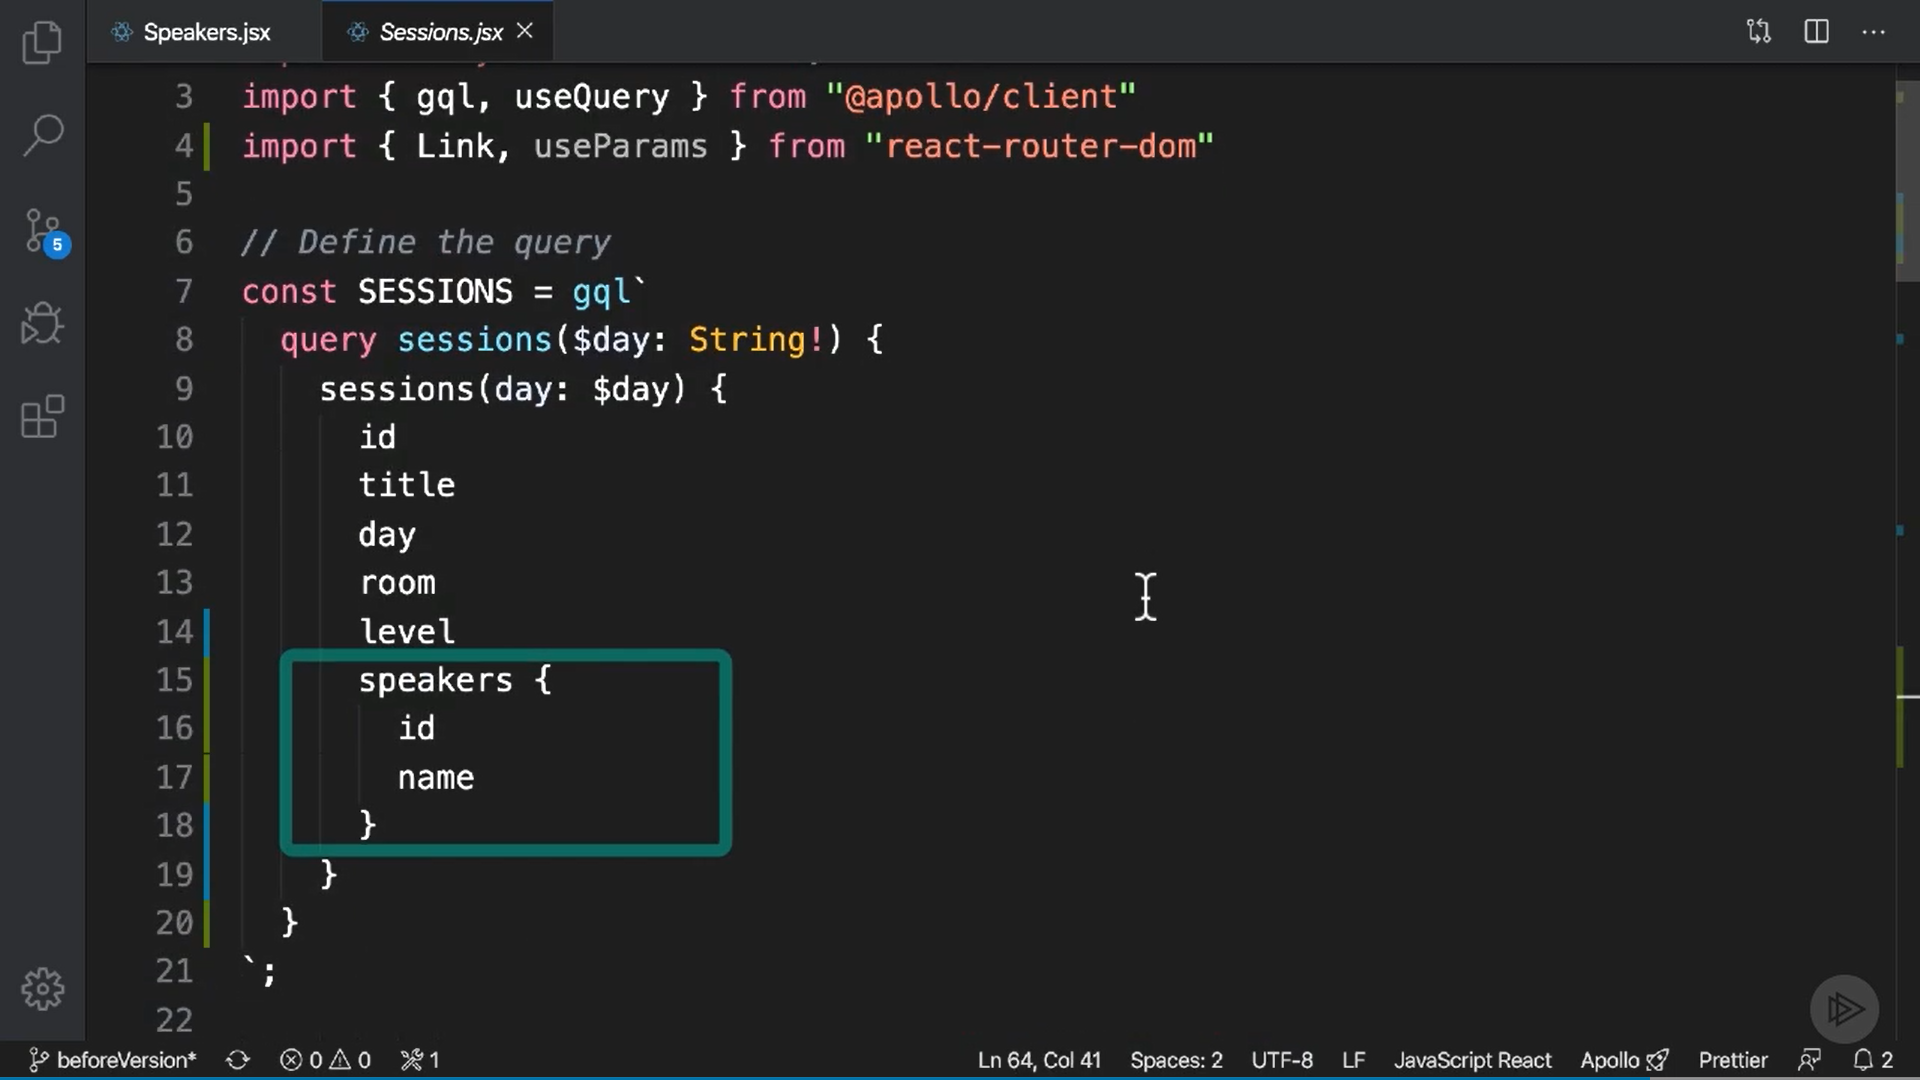 Speakers.jsx
Sessions.jsx
3 import { gql, useQuery } from "@apollo/client"
4 import { Link, useParams } from "react-router-dom"
5
6 // Define the query
7 const SESSIONS = gql`
8 query sessions($day: String!) {
9 sessions(day: $day) {
10 id
11 title
12 day
13 room
14 level
15 speakers {
16 id
17 name
18 }
19 }
20 }
21 `;
22
5
beforeVersion* 0 0 1 Ln 64, Col 41 Spaces: 2 UTF-8 LF JavaScript React Apollo Prettier 2